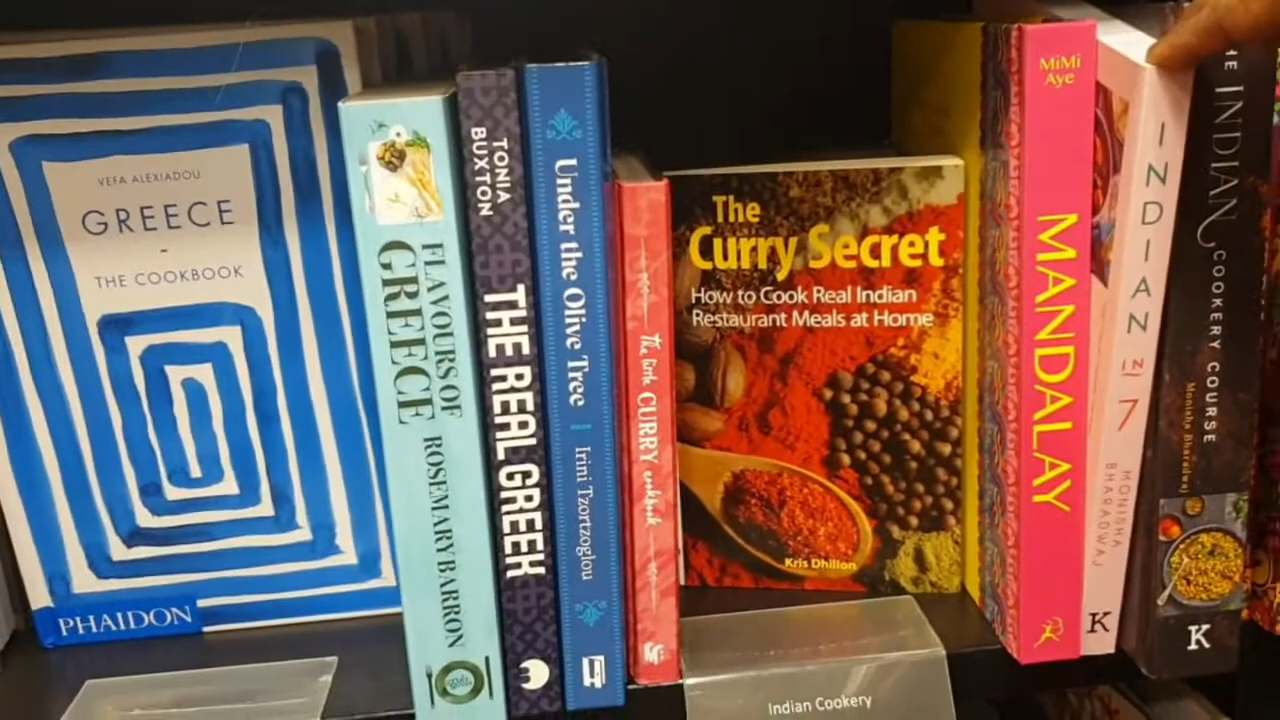 VEFA ALEXIADOU
GREECE
-
THE COOKBOOK
PHAIDON
FLAVOURS OF
GREECE
ROSEMARY BARRON
TONIA
BUXTON
THE REAL GREEK
Under the Olive Tree
Irini Tzortzoglou
The little CURRY cookbook
The
Curry Secret
How to Cook Real Indian
Restaurant Meals at Home
Kris Dhillon
Indian Cookery
MiMi
Aye
MANDALAY
INDIAN IN 7
MONISHA
BHARADWAJ
K
THE INDIAN COOKERY COURSE
Monisha Bharadwaj
K